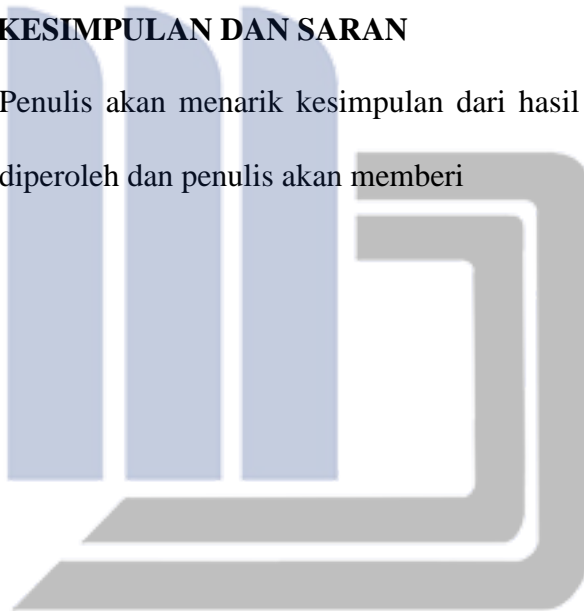 KESIMPULAN DAN SARAN
Penulis akan menarik kesimpulan dari hasil
diperoleh dan penulis akan memberi